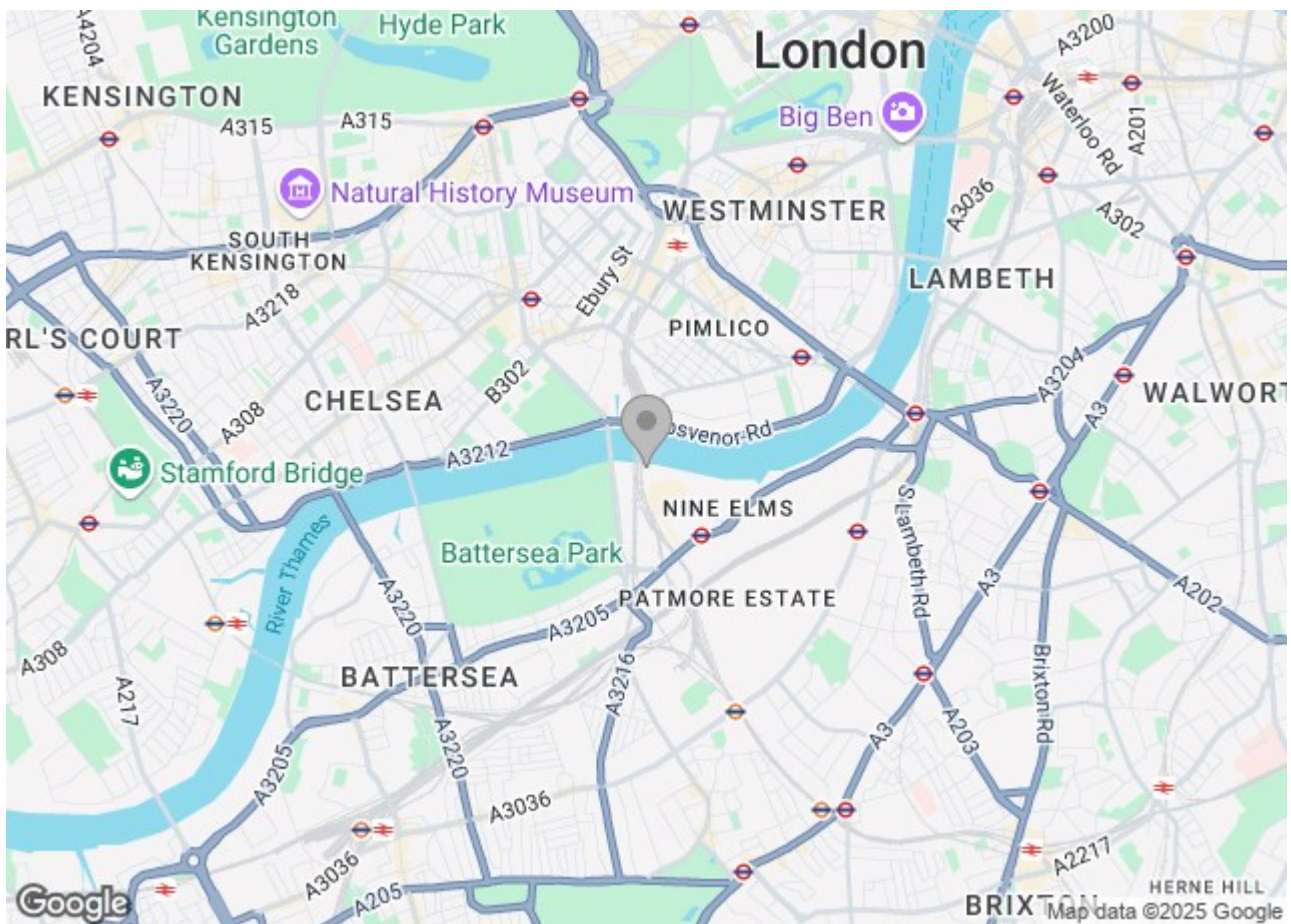 Kensington
Gardens
Hyde Park
London
A3200
A4204
KENSINGTON
A315
A315
Big Ben
Waterloo Rd
A201
Natural History Museum
WESTMINSTER
A3036
A302
SOUTH
KENSINGTON
Ebury St
LAMBETH
A3218
PIMLICO
RL'S COURT
A3220
B302
A3204
CHELSEA
A308
A3
WALWORT
osvenor Rd
A3212
Stamford Bridge
NINE ELMS
S Lambeth Rd
River Thames
Battersea Park
A3220
PATMORE ESTATE
A3
A202
A3205
A308
BATTERSEA
A3216
Brixton Rd
A217
A203
A3
A3205
A3220
A3036
A3036
A2217
A205
HERNE HILL
BRIXTON
Google
Map data ©2025 Google